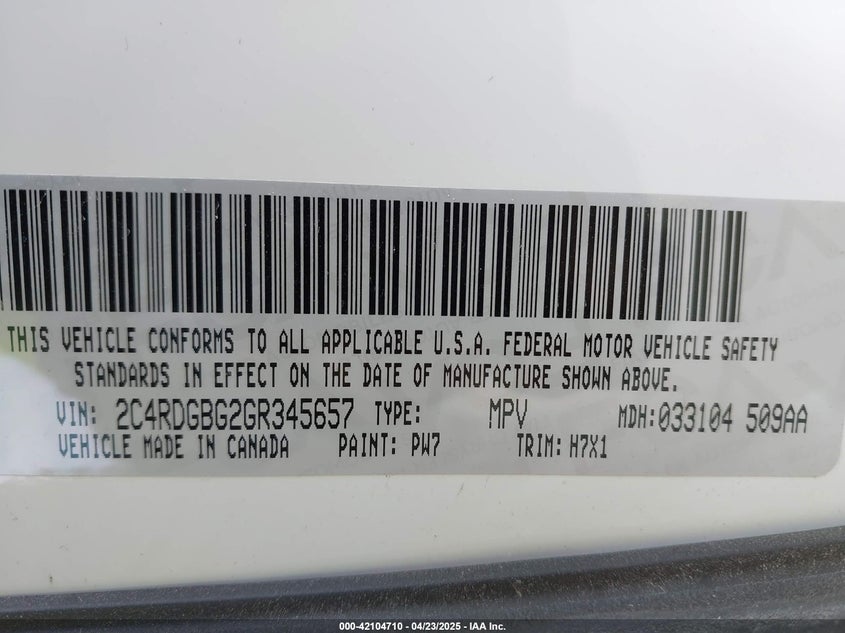 THIS VEHICLE CONFORMS TO ALL APPLICABLE U.S.A. FEDERAL MOTOR VEHICLE SAFETY
STANDARDS IN EFFECT ON THE DATE OF MANUFACTURE SHOWN ABOVE.
VIN: 2C4RDGBG2GR345657 TYPE: MPV MDH:033104 509AA
VEHICLE MADE IN CANADA PAINT: PW7 TRIM: H7X1
000-42104710 - 04/23/2025 - IAA Inc.